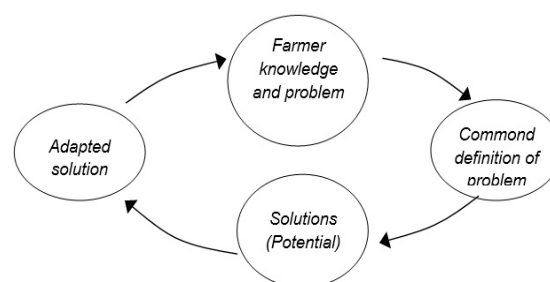 Farmer
knowledge
and problem
Commond
definition of
problem
Solutions
(Potential)
Adapted
solution